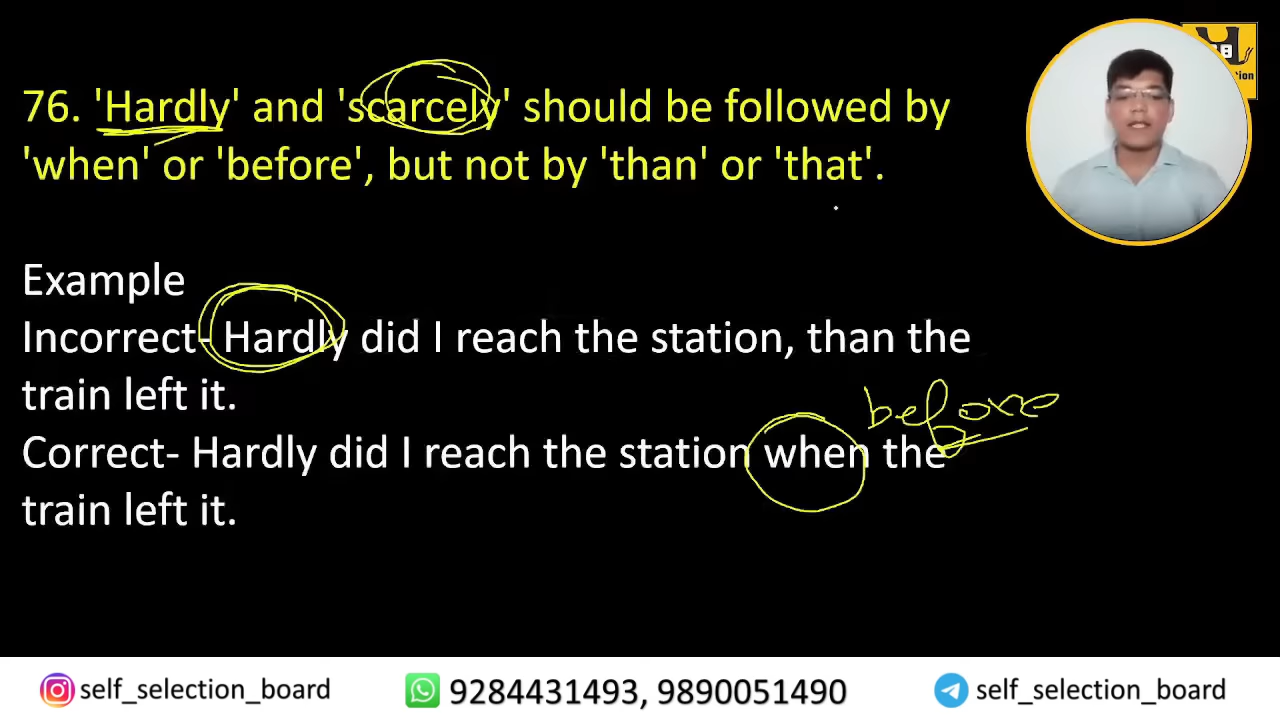 76. 'Hardly' and 'scarcely' should be followed by
'when' or 'before', but not by 'than' or 'that'.
Example
Incorrect- Hardly did I reach the station, than the
train left it.
before
Correct- Hardly did I reach the station when the
train left it.
self_selection_board
9284431493, 9890051490
self_selection_board